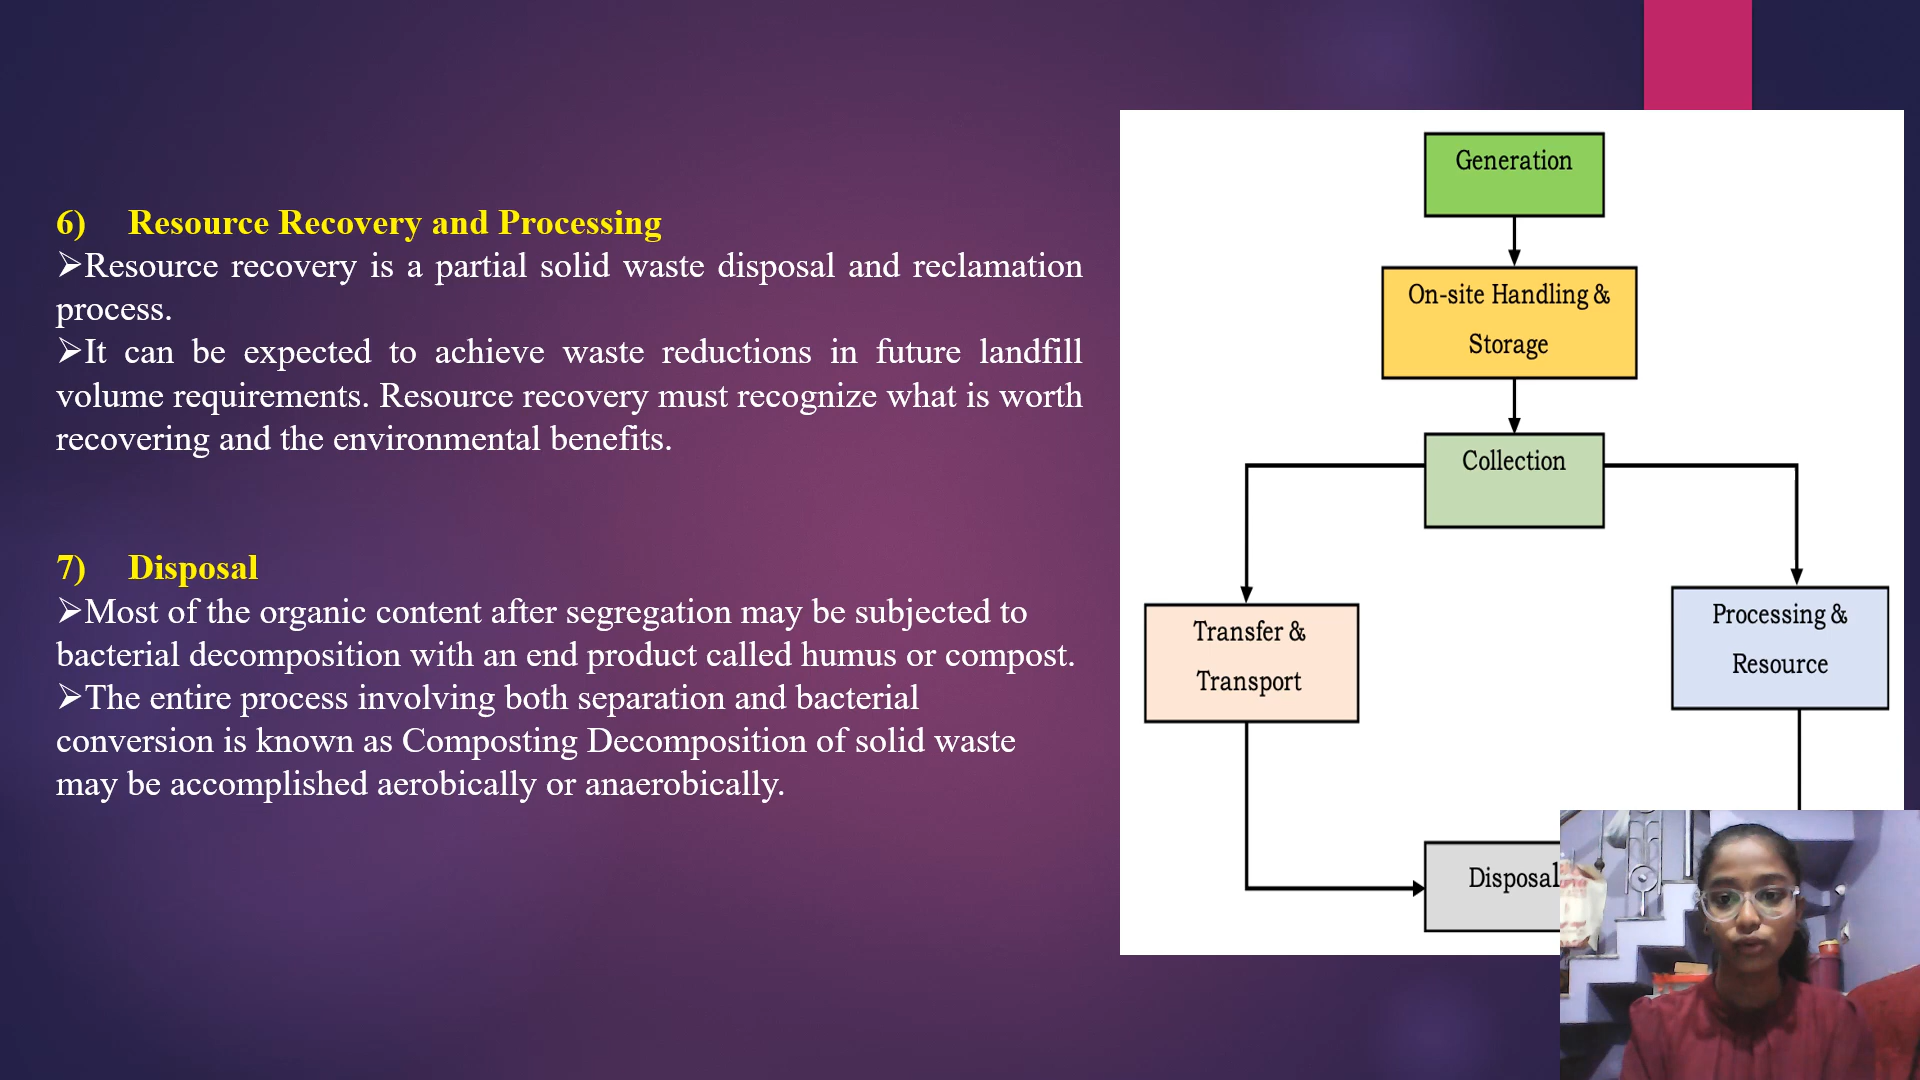 6) Resource Recovery and Processing
➢Resource recovery is a partial solid waste disposal and reclamation
process.
➢It can be expected to achieve waste reductions in future landfill
volume requirements. Resource recovery must recognize what is worth
recovering and the environmental benefits.
7) Disposal
➢Most of the organic content after segregation may be subjected to
bacterial decomposition with an end product called humus or compost.
➢The entire process involving both separation and bacterial
conversion is known as Composting Decomposition of solid waste
may be accomplished aerobically or anaerobically.
Generation
On-site Handling &
Storage
Collection
Transfer &
Transport
Processing &
Resource
Disposal